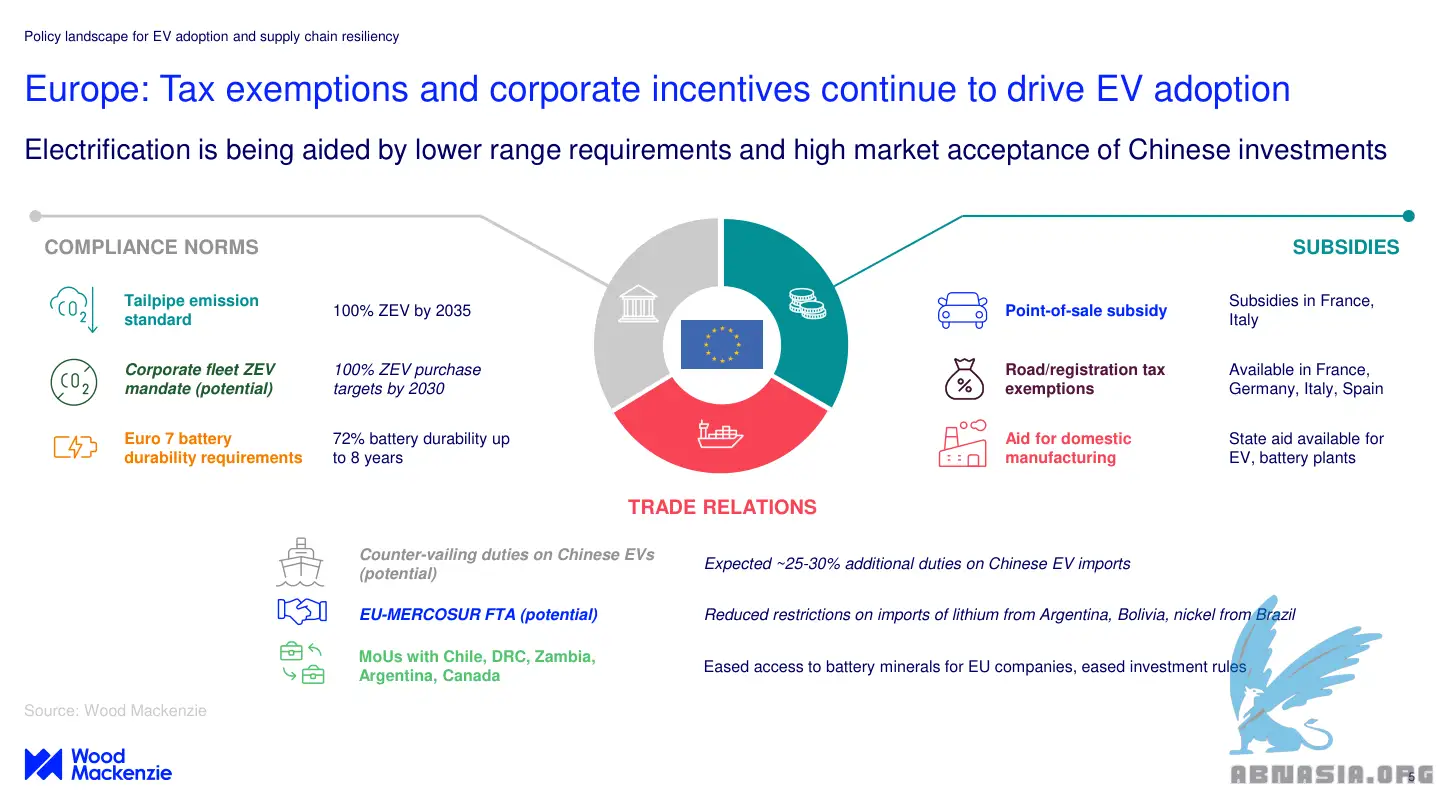 Policy landscape for EV adoption and supply chain resiliency
Europe: Tax exemptions and corporate incentives continue to drive EV adoption
Electrification is being aided by lower range requirements and high market acceptance of Chinese investments
COMPLIANCE NORMS
CO2
Tailpipe emission
standard
100% ZEV by 2035
CO2
Corporate fleet ZEV
mandate (potential)
100% ZEV purchase
targets by 2030
Euro 7 battery
durability requirements
72% battery durability up
to 8 years
SUBSIDIES
Point-of-sale subsidy
Subsidies in France,
Italy
%
Road/registration tax
exemptions
Available in France,
Germany, Italy, Spain
Aid for domestic
manufacturing
State aid available for
EV, battery plants
TRADE RELATIONS
Counter-vailing duties on Chinese EVs
(potential)
Expected ~25-30% additional duties on Chinese EV imports
EU-MERCOSUR FTA (potential)
Reduced restrictions on imports of lithium from Argentina, Bolivia, nickel from Brazil
MoUs with Chile, DRC, Zambia,
Argentina, Canada
Eased access to battery minerals for EU companies, eased investment rules
Source: Wood Mackenzie
Wood
Mackenzie
ABNASIA.ORG
5